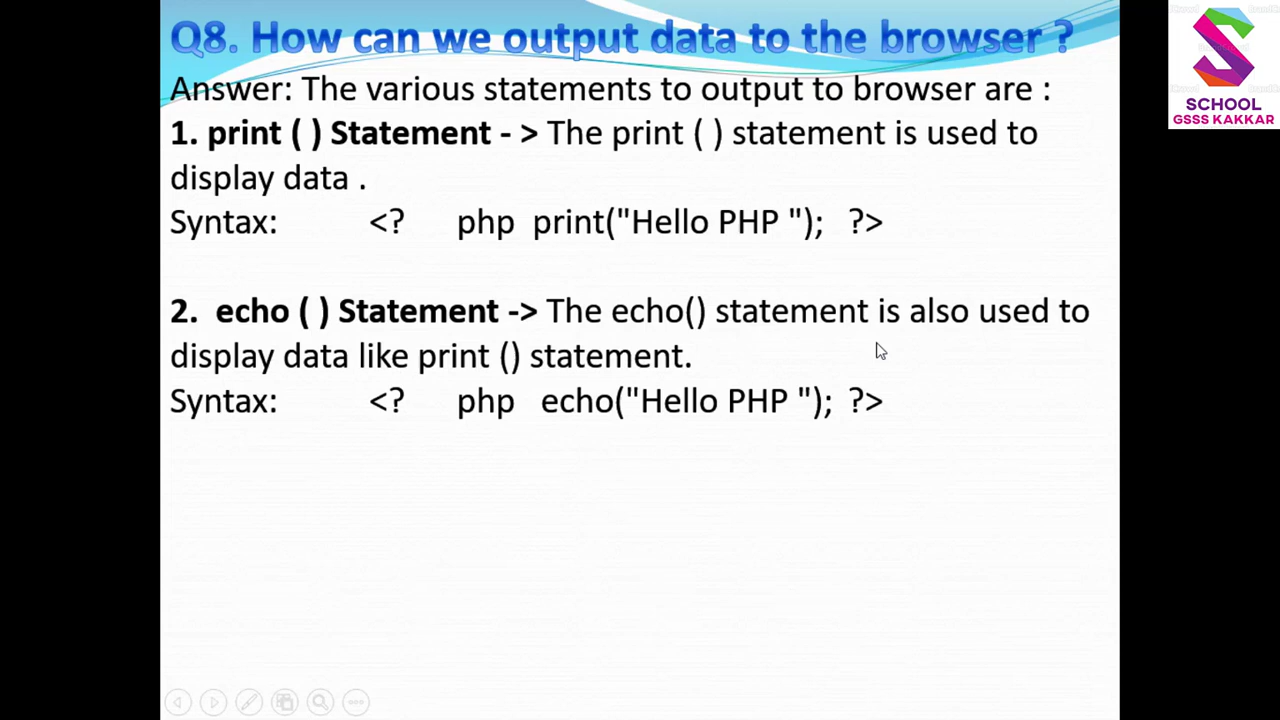 Q8. How can we output data to the browser ?
Answer: The various statements to output to browser are :
1. print ( ) Statement - > The print ( ) statement is used to
display data .
Syntax: <? php print("Hello PHP "); ?>
2. echo ( ) Statement -> The echo() statement is also used to
display data like print () statement.
Syntax: <? php echo("Hello PHP "); ?>
SCHOOL
GSSS KAKKAR